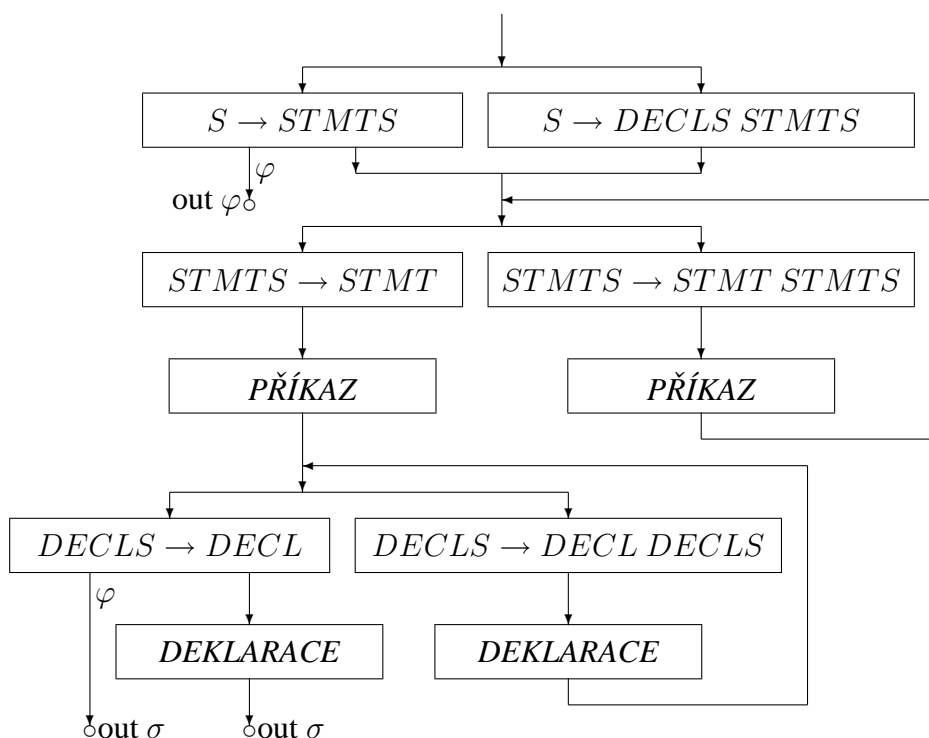 S → STMTS
S → DECLS STMTS
φ
out φ
STMTS → STMT
STMTS → STMT STMTS
PŘÍKAZ
PŘÍKAZ
DECLS → DECL
DECLS → DECL DECLS
φ
DEKLARACE
DEKLARACE
out σ
out σ